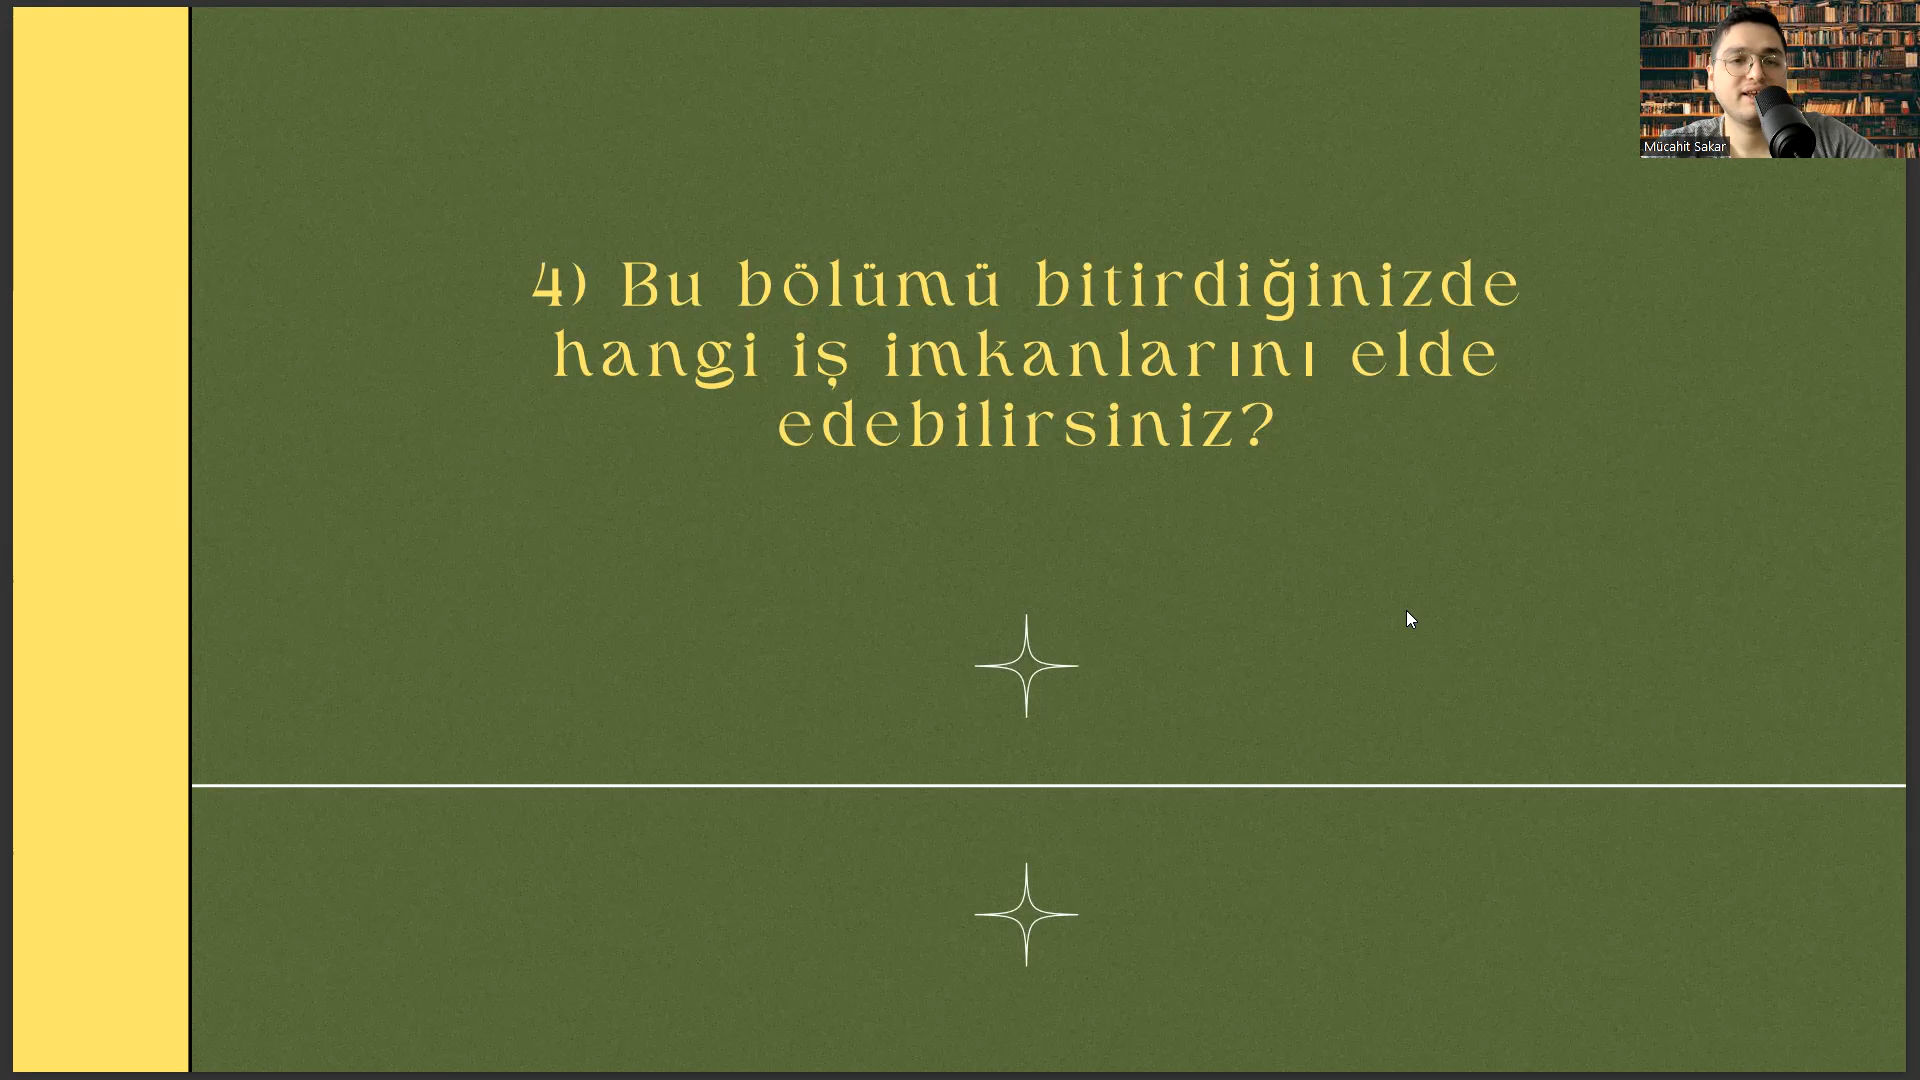 Mücahit Sakar
4) Bu bölümü bitirdiğinizde
hangi iş imkanlarını elde
edebilirsiniz?